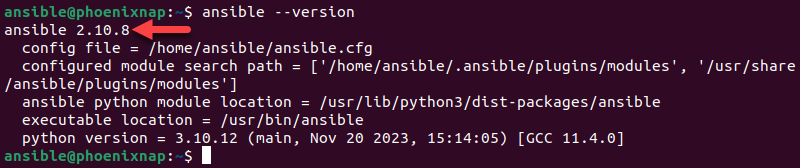 ansible@phoenixnap:~$ ansible --version
ansible 2.10.8
  config file = /home/ansible/ansible.cfg
  configured module search path = ['/home/ansible/.ansible/plugins/modules', '/usr/share
/ansible/plugins/modules']
  ansible python module location = /usr/lib/python3/dist-packages/ansible
  executable location = /usr/bin/ansible
  python version = 3.10.12 (main, Nov 20 2023, 15:14:05) [GCC 11.4.0]
ansible@phoenixnap:~$